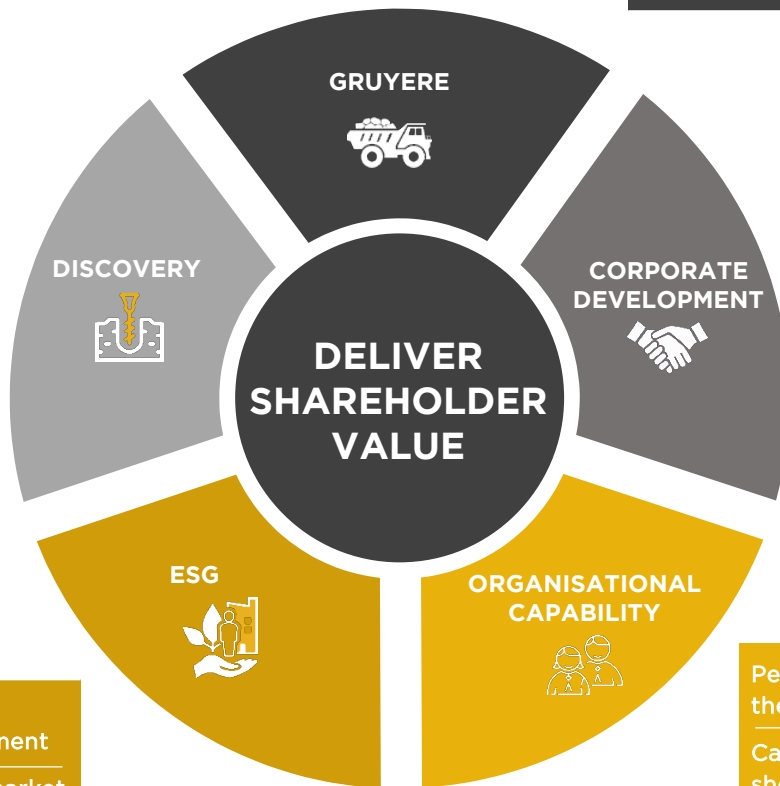 GRUYERE
DISCOVERY
CORPORATE
DEVELOPMENT
DELIVER
SHAREHOLDER
VALUE
ESG
ORGANISATIONAL
CAPABILITY